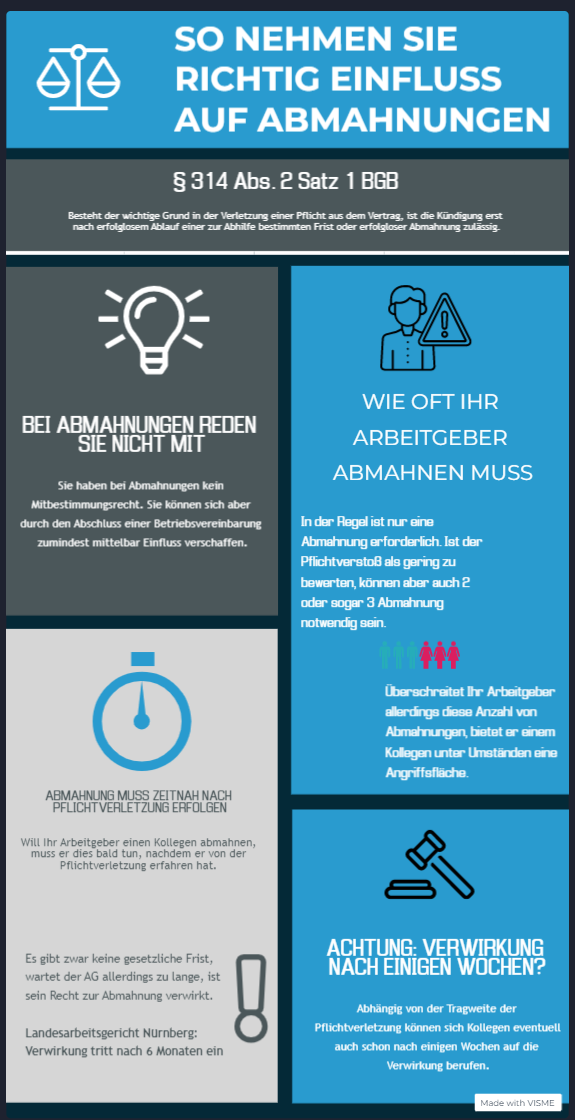 SO NEHMEN SIE
RICHTIG EINFLUSS
AUF ABMAHNUNGEN
§ 314 Abs. 2 Satz 1 BGB
Besteht der wichtige Grund in der Verletzung einer Pflicht aus dem Vertrag, ist die Kündigung erst
nach erfolglosem Ablauf einer zur Abhilfe bestimmten Frist oder erfolgloser Abmahnung zulässig.
BEI ABMAHNUNGEN REDEN
SIE NICHT MIT
Sie haben bei Abmahnungen kein
Mitbestimmungsrecht. Sie können sich aber
durch den Abschluss einer Betriebsvereinbarung
zumindest mittelbar Einfluss verschaffen.
WIE OFT IHR
ARBEITGEBER
ABMAHNEN MUSS
In der Regel ist nur eine
Abmahnung erforderlich. Ist der
Pflichtverstoß als gering zu
bewerten, können aber auch 2
oder sogar 3 Abmahnung
notwendig sein.
Überschreitet Ihr Arbeitgeber
allerdings diese Anzahl von
Abmahnungen, bietet er einem
Kollegen unter Umständen eine
Angriffsfläche.
ABMAHNUNG MUSS ZEITNAH NACH
PFLICHTVERLETZUNG ERFOLGEN
Will Ihr Arbeitgeber einen Kollegen abmahnen,
muss er dies bald tun, nachdem er von der
Pflichtverletzung erfahren hat.
Es gibt zwar keine gesetzliche Frist,
wartet der AG allerdings zu lange, ist
sein Recht zur Abmahnung verwirkt.
Landesarbeitsgericht Nürnberg:
Verwirkung tritt nach 6 Monaten ein
ACHTUNG: VERWIRKUNG
NACH EINIGEN WOCHEN?
Abhängig von der Tragweite der
Pflichtverletzung können sich Kollegen eventuell
auch schon nach einigen Wochen auf die
Verwirkung berufen.
Made with VISME